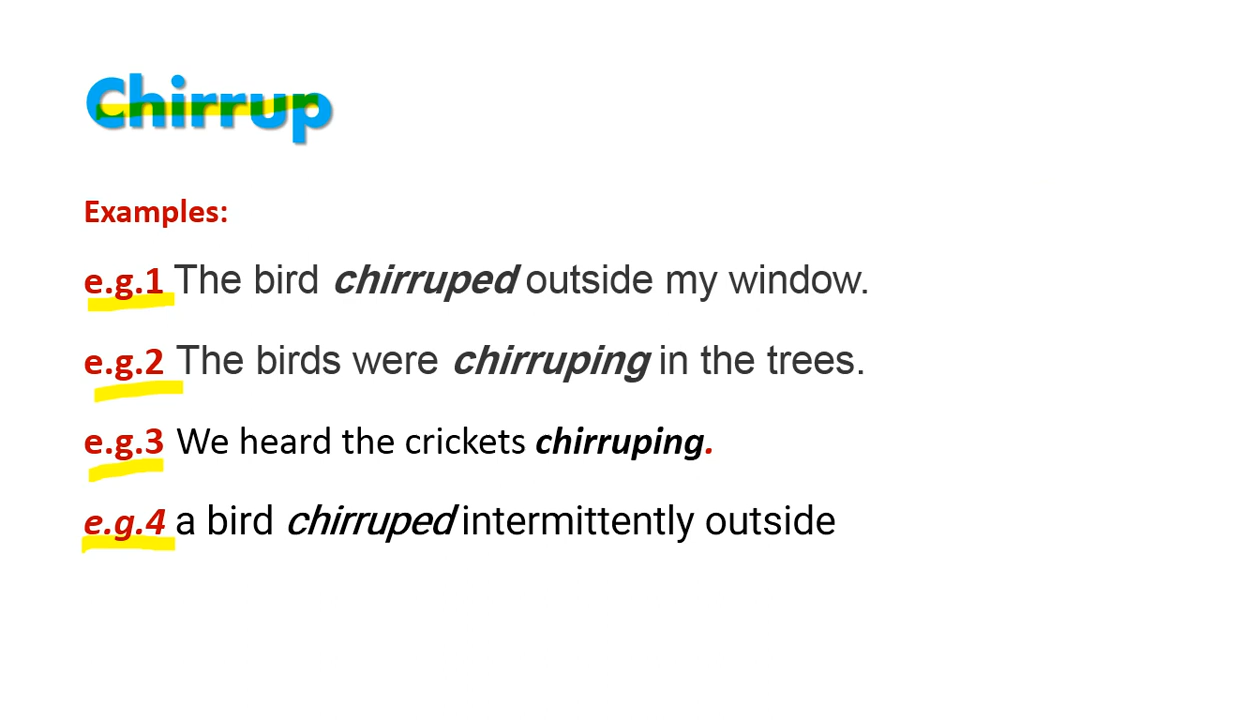 Chirrup
Examples:
e.g.1 The bird chirruped outside my window.
e.g.2 The birds were chirruping in the trees.
e.g.3 We heard the crickets chirruping.
e.g.4 a bird chirruped intermittently outside